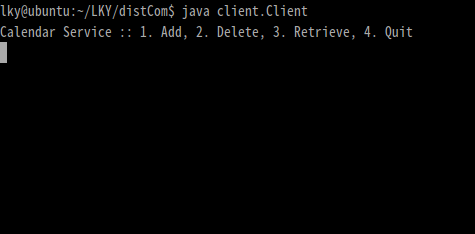 lky@ubuntu:~/LKY/distCom$ java client.Client
Calendar Service :: 1. Add, 2. Delete, 3. Retrieve, 4. Quit